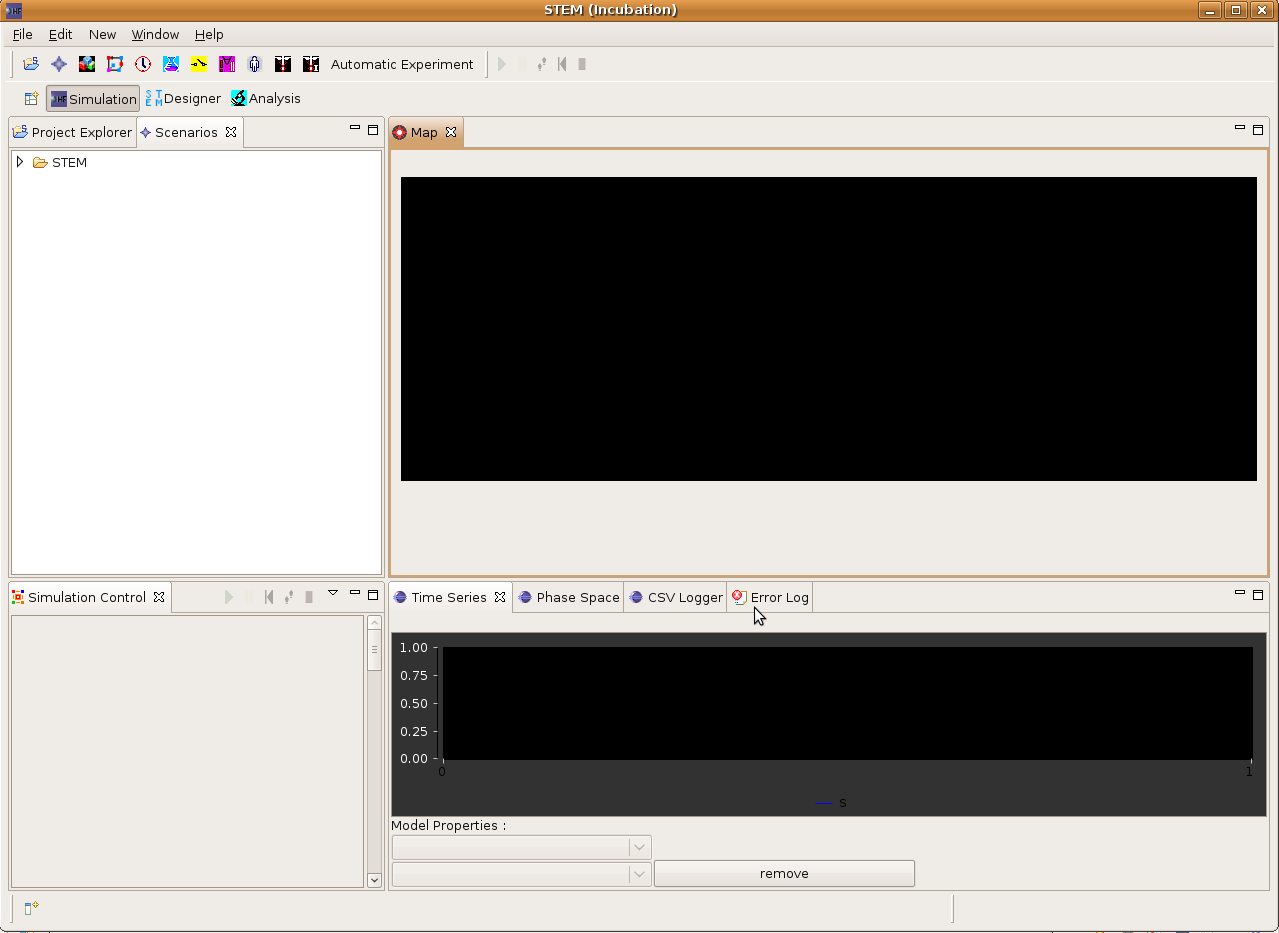 STEM (Incubation)
File Edit New Window Help
Automatic Experiment
Simulation Designer Analysis
Project Explorer Scenarios
STEM
Map
Simulation Control
Time Series Phase Space CSV Logger Error Log
1.00
0.75
0.50
0.25
0.00
0 1
S
Model Properties :
remove